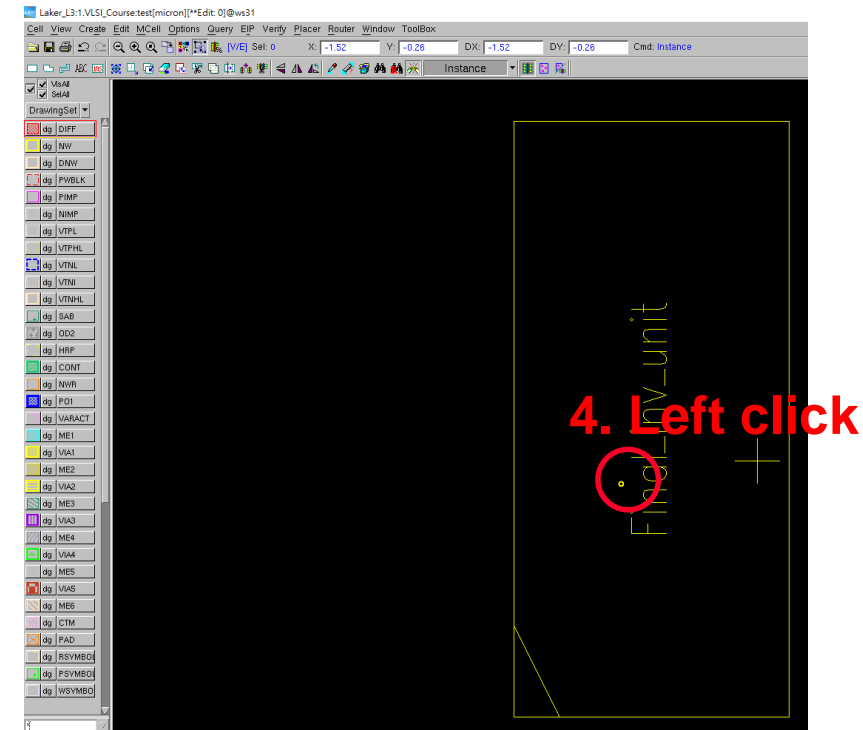 Laker_L3:1.VLSI_Course:test[micron][**Edit: 0]@ws31
Cell View Create Edit MCell Options Query EIP Verify Placer Router Window ToolBox
[V/E] Sel: 0 X: -1.52 Y: -0.26 DX: -1.52 DY: -0.26 Cmd: Instance
ABC Instance
VisAll
SelAll
DrawingSet
dg DIFF
dg NW
dg DNW
dg PWBLK
dg PIMP
dg NIMP
dg VTPL
dg VTPHL
dg VTNL
dg VTNI
dg VTNHL
dg SAB
dg OD2
dg HRP
dg CONT
dg NWR
dg PO1
dg VARACT
dg ME1
dg VIA1
dg ME2
dg VIA2
dg ME3
dg VIA3
dg ME4
dg VIA4
dg ME5
dg VIA5
dg ME6
dg CTM
dg PAD
dg RSYMBOL
dg PSYMBOL
dg WSYMBO
Final_inv_unit
4. Left click